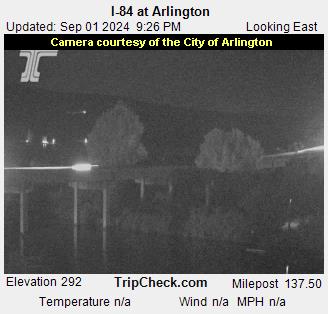 I-84 at Arlington
Updated: Sep 01 2024 9:26 PM Looking East
Camera courtesy of the City of Arlington
Elevation 292 TripCheck.com Milepost 137.50
Temperature n/a Wind n/a MPH n/a